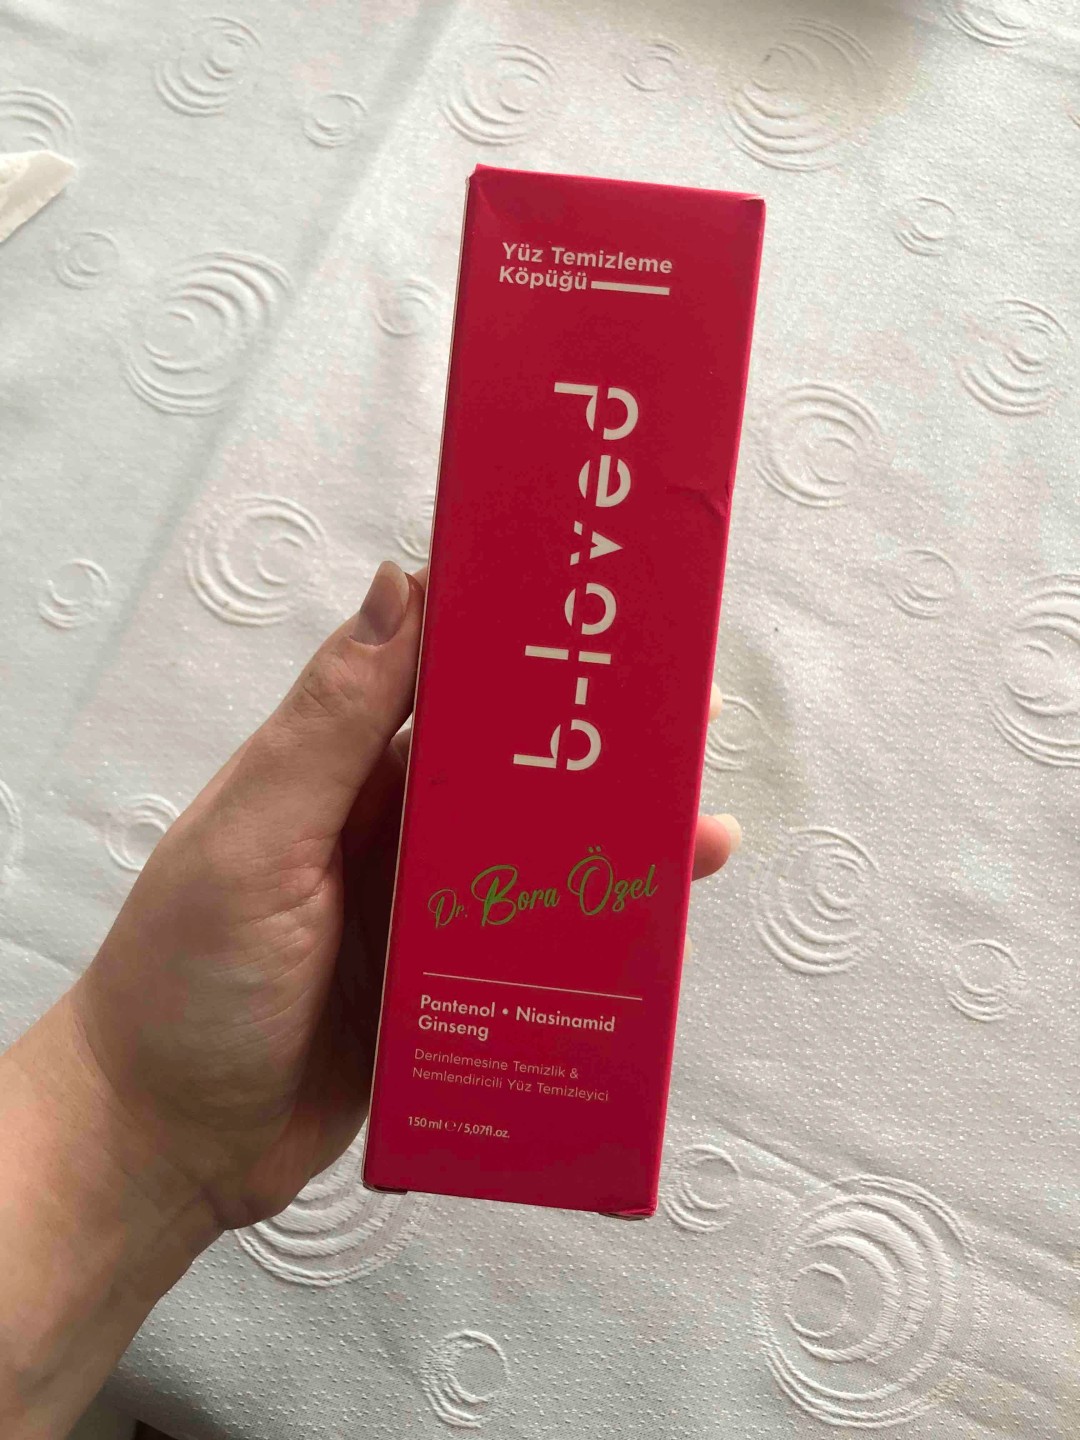 Yüz Temizleme
Köpüğü
b-loved
Dr. Bora Özel
Pantenol • Niasinamid
Ginseng
Derinlemesine Temizlik &
Nemlendiricili Yüz Temizleyici
150 ml ℮ / 5,07fl.oz.